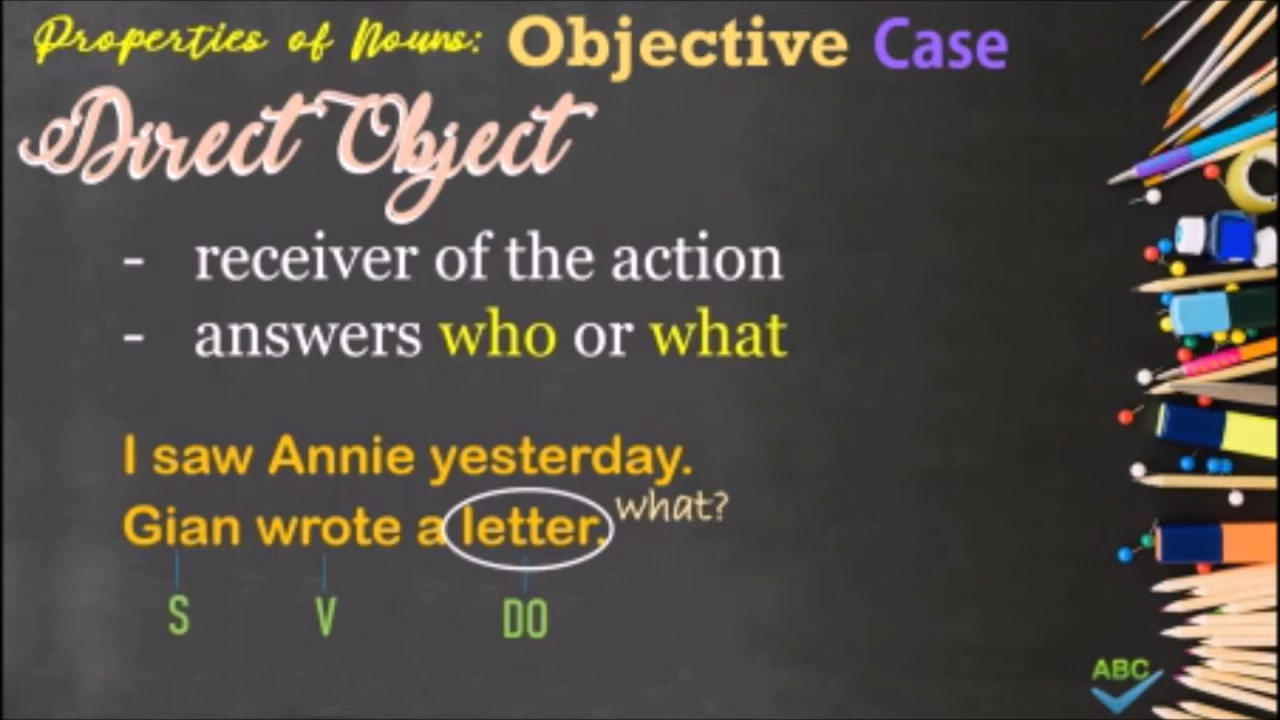 Properties of Nouns: Objective Case
Direct Object
- receiver of the action
- answers who or what
I saw Annie yesterday.
Gian wrote a letter. what?
S V DO
ABC